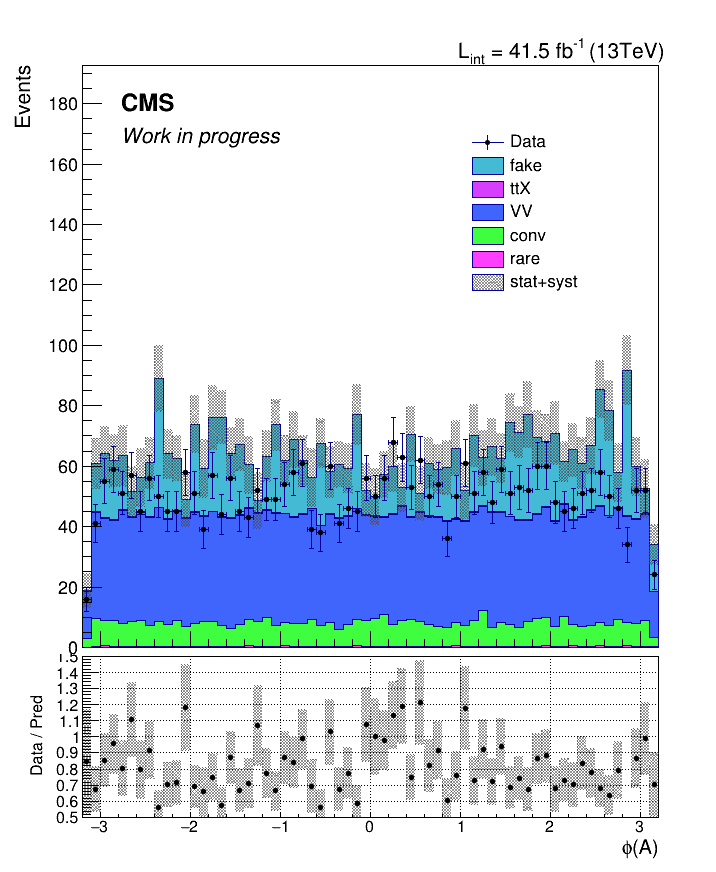 L_int = 41.5 fb^-1 (13TeV)
Events
CMS
Work in progress
Data
fake
ttX
VV
conv
rare
stat+syst
180
160
140
120
100
80
60
40
20
0
Data / Pred
1.5
1.4
1.3
1.2
1.1
1
0.9
0.8
0.7
0.6
0.5
−3 −2 −1 0 1 2 3
ϕ(A)